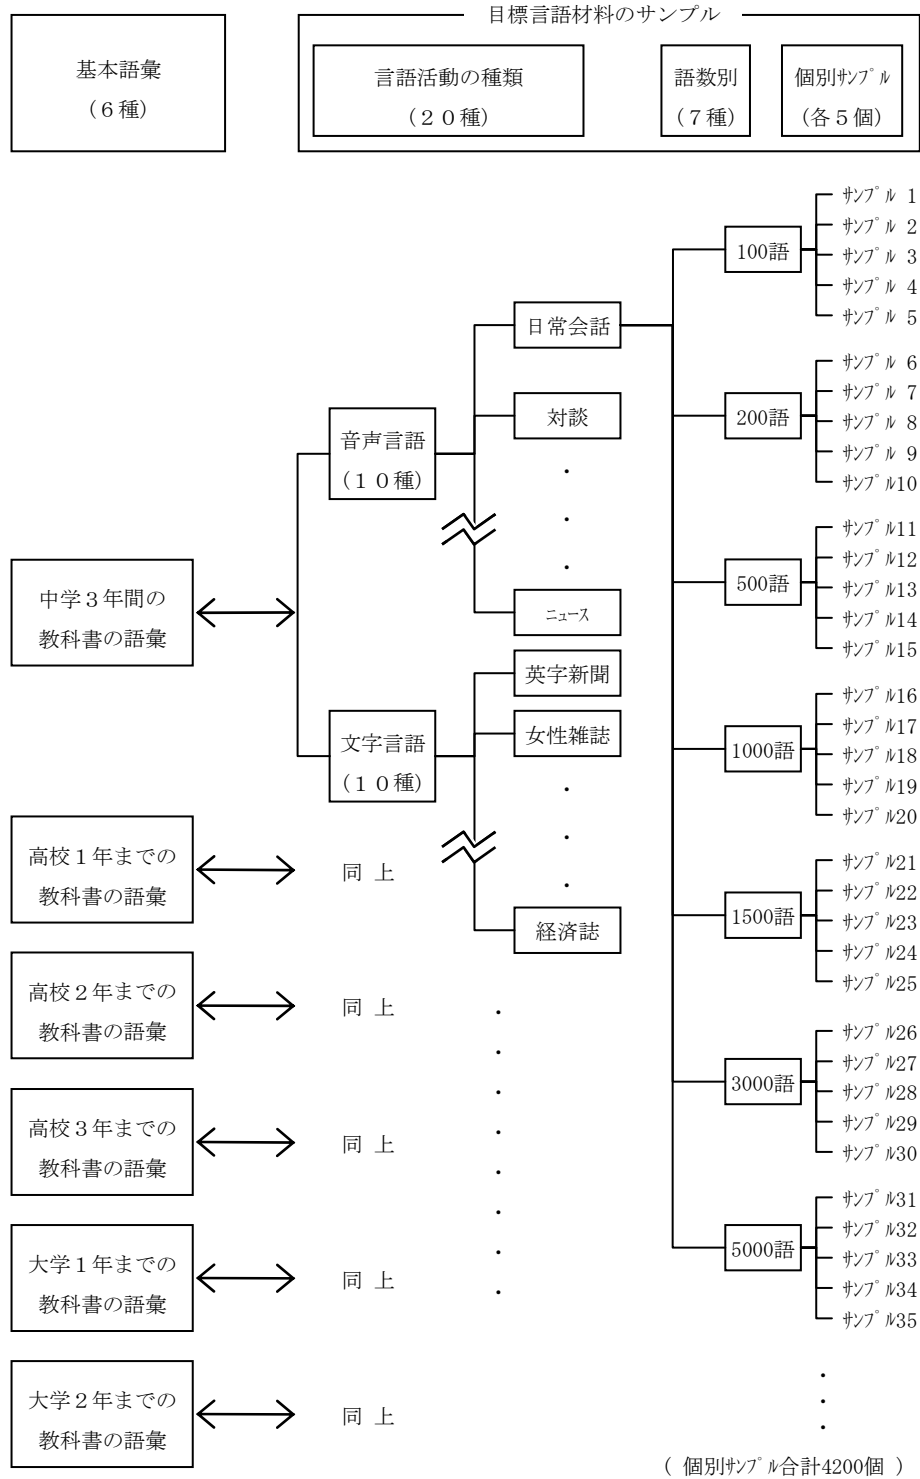 目標言語材料のサンプル
基本語彙
(6種)
言語活動の種類
(20種)
語数別
(7種)
個別ｻﾝﾌﾟﾙ
(各5個)
中学3年間の
教科書の語彙
音声言語
(10種)
日常会話
対談
・
・
・
ニュース
文字言語
(10種)
英字新聞
女性雑誌
・
・
・
経済誌
100語
ｻﾝﾌﾟﾙ 1
ｻﾝﾌﾟﾙ 2
ｻﾝﾌﾟﾙ 3
ｻﾝﾌﾟﾙ 4
ｻﾝﾌﾟﾙ 5
200語
ｻﾝﾌﾟﾙ 6
ｻﾝﾌﾟﾙ 7
ｻﾝﾌﾟﾙ 8
ｻﾝﾌﾟﾙ 9
ｻﾝﾌﾟﾙ10
500語
ｻﾝﾌﾟﾙ11
ｻﾝﾌﾟﾙ12
ｻﾝﾌﾟﾙ13
ｻﾝﾌﾟﾙ14
ｻﾝﾌﾟﾙ15
1000語
ｻﾝﾌﾟﾙ16
ｻﾝﾌﾟﾙ17
ｻﾝﾌﾟﾙ18
ｻﾝﾌﾟﾙ19
ｻﾝﾌﾟﾙ20
1500語
ｻﾝﾌﾟﾙ21
ｻﾝﾌﾟﾙ22
ｻﾝﾌﾟﾙ23
ｻﾝﾌﾟﾙ24
ｻﾝﾌﾟﾙ25
3000語
ｻﾝﾌﾟﾙ26
ｻﾝﾌﾟﾙ27
ｻﾝﾌﾟﾙ28
ｻﾝﾌﾟﾙ29
ｻﾝﾌﾟﾙ30
5000語
ｻﾝﾌﾟﾙ31
ｻﾝﾌﾟﾙ32
ｻﾝﾌﾟﾙ33
ｻﾝﾌﾟﾙ34
ｻﾝﾌﾟﾙ35
高校1年までの
教科書の語彙
同 上
高校2年までの
教科書の語彙
同 上
高校3年までの
教科書の語彙
同 上
大学1年までの
教科書の語彙
同 上
大学2年までの
教科書の語彙
同 上
・
・
・
・
・
・
・
・
・
・
・
( 個別ｻﾝﾌﾟﾙ合計4200個 )